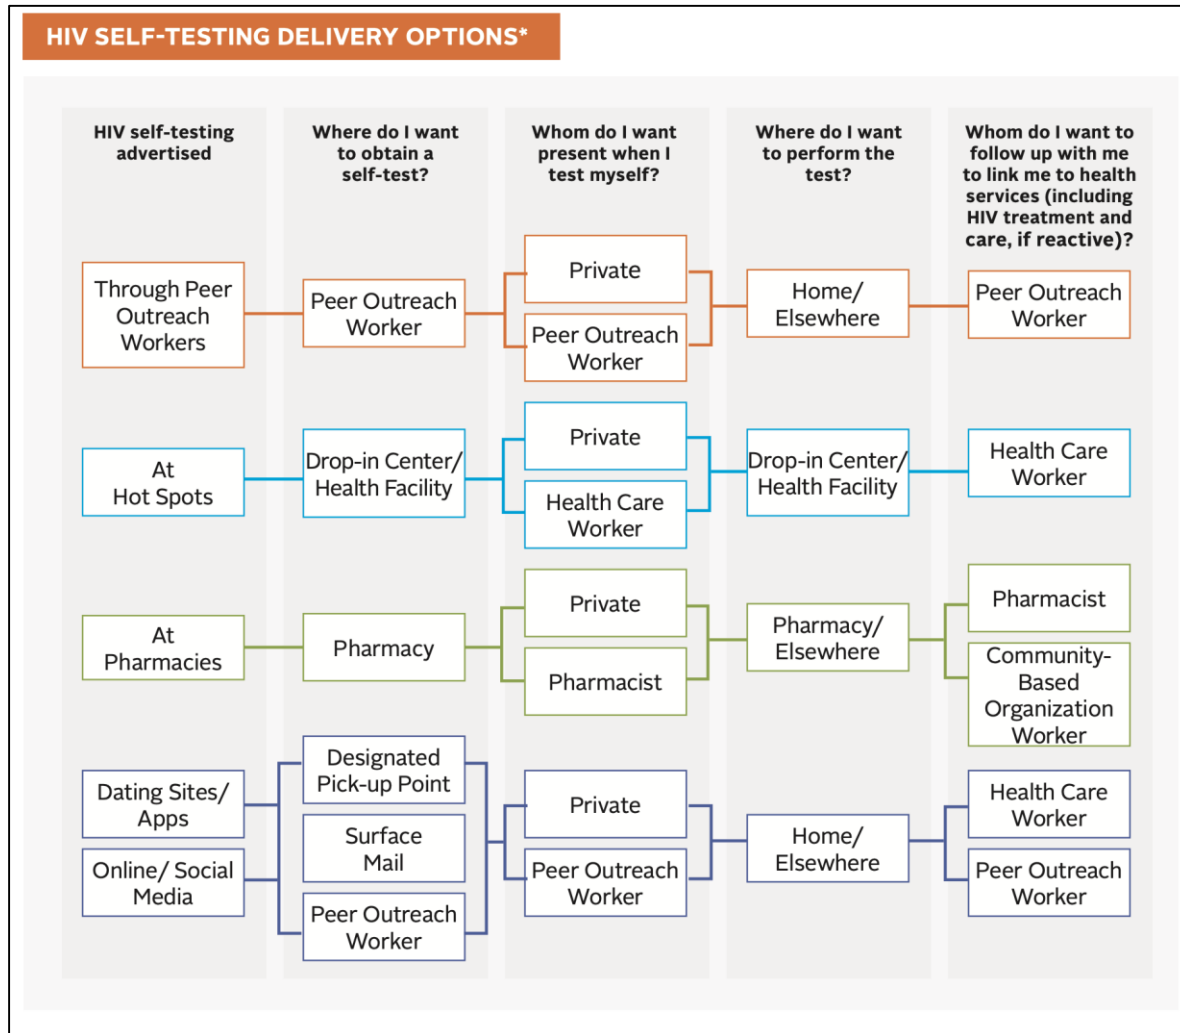 HIV SELF-TESTING DELIVERY OPTIONS*
HIV self-testing
advertised
Where do I want
to obtain a
self-test?
Whom do I want
present when I
test myself?
Where do I want
to perform the
test?
Whom do I want to
follow up with me
to link me to health
services (including
HIV treatment and
care, if reactive)?
Through Peer
Outreach
Workers
Peer Outreach
Worker
Private
Peer Outreach
Worker
Home/
Elsewhere
Peer Outreach
Worker
At
Hot Spots
Drop-in Center/
Health Facility
Private
Health Care
Worker
Drop-in Center/
Health Facility
Health Care
Worker
At
Pharmacies
Pharmacy
Private
Pharmacist
Pharmacy/
Elsewhere
Pharmacist
Community-
Based
Organization
Worker
Dating Sites/
Apps
Online/ Social
Media
Designated
Pick-up Point
Surface
Mail
Peer Outreach
Worker
Private
Peer Outreach
Worker
Home/
Elsewhere
Health Care
Worker
Peer Outreach
Worker